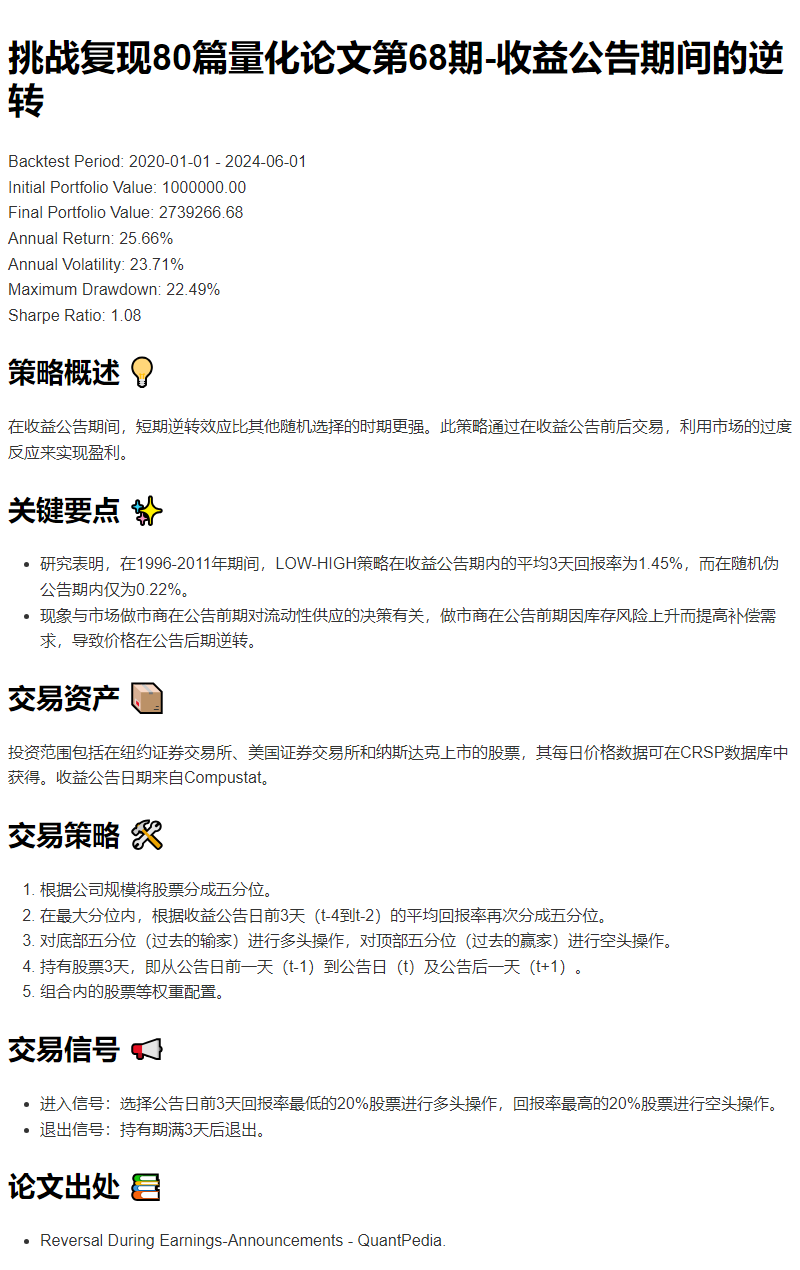 挑战复现80篇量化论文第68期-收益公告期间的逆
转
Backtest Period: 2020-01-01 - 2024-06-01
Initial Portfolio Value: 1000000.00
Final Portfolio Value: 2739266.68
Annual Return: 25.66%
Annual Volatility: 23.71%
Maximum Drawdown: 22.49%
Sharpe Ratio: 1.08
策略概述 💡
在收益公告期间，短期逆转效应比其他随机选择的时期更强。此策略通过在收益公告前后交易，利用市场的过度
反应来实现盈利。
关键要点 ✨
• 研究表明，在1996-2011年期间，LOW-HIGH策略在收益公告期内的平均3天回报率为1.45%，而在随机伪
公告期内仅为0.22%。
• 现象与市场做市商在公告前期对流动性供应的决策有关，做市商在公告前期因库存风险上升而提高补偿需
求，导致价格在公告后期逆转。
交易资产 📦
投资范围包括在纽约证券交易所、美国证券交易所和纳斯达克上市的股票，其每日价格数据可在CRSP数据库中
获得。收益公告日期来自Compustat。
交易策略 🛠
1. 根据公司规模将股票分成五分位。
2. 在最大分位内，根据收益公告日前3天（t-4到t-2）的平均回报率再次分成五分位。
3. 对底部五分位（过去的输家）进行多头操作，对顶部五分位（过去的赢家）进行空头操作。
4. 持有股票3天，即从公告日前一天（t-1）到公告日（t）及公告后一天（t+1）。
5. 组合内的股票等权重配置。
交易信号 📢
• 进入信号：选择公告日前3天回报率最低的20%股票进行多头操作，回报率最高的20%股票进行空头操作。
• 退出信号：持有期满3天后退出。
论文出处 📚
• Reversal During Earnings-Announcements - QuantPedia.